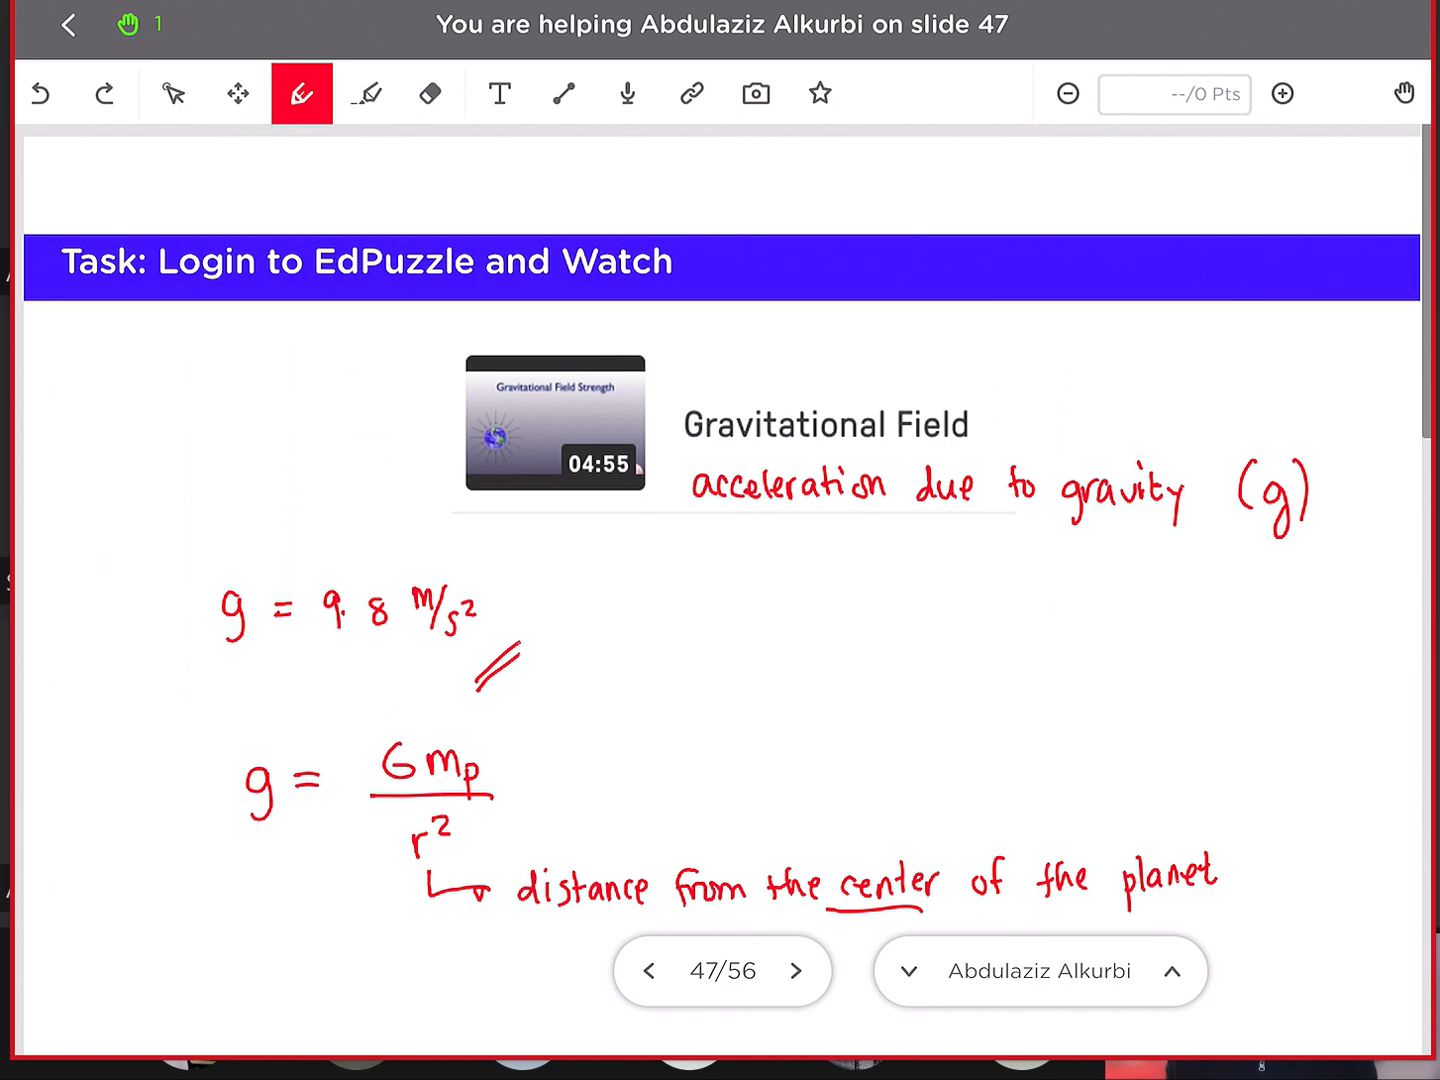 1
You are helping Abdulaziz Alkurbi on slide 47
T
--/0 Pts
Task: Login to EdPuzzle and Watch
Gravitational Field Strength
04:55
Gravitational Field
acceleration due to gravity (g)
g = 9.8 m/s²
g = G mp
r²
distance from the center of the planet
47/56
Abdulaziz Alkurbi